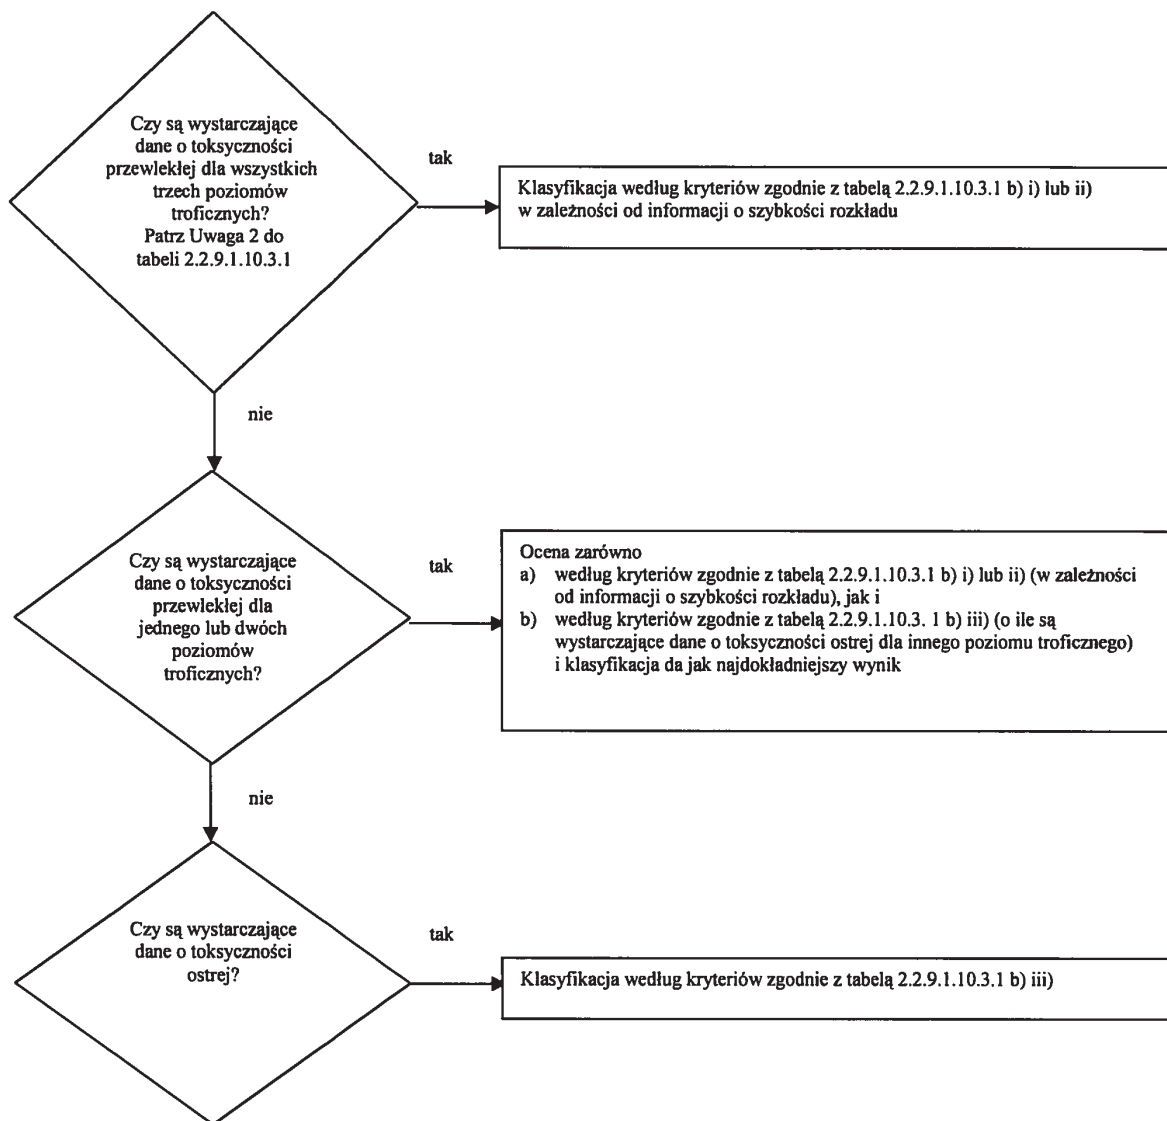 Czy są wystarczające
dane o toksyczności
przewlekłej dla wszystkich
trzech poziomów
troficznych?
Patrz Uwaga 2 do
tabeli 2.2.9.1.10.3.1
tak
Klasyfikacja według kryteriów zgodnie z tabelą 2.2.9.1.10.3.1 b) i) lub ii)
w zależności od informacji o szybkości rozkładu
nie
Czy są wystarczające
dane o toksyczności
przewlekłej dla
jednego lub dwóch
poziomów
troficznych?
tak
Ocena zarówno
a) według kryteriów zgodnie z tabelą 2.2.9.1.10.3.1 b) i) lub ii) (w zależności
od informacji o szybkości rozkładu), jak i
b) według kryteriów zgodnie z tabelą 2.2.9.1.10.3. 1 b) iii) (o ile są
wystarczające dane o toksyczności ostrej dla innego poziomu troficznego)
i klasyfikacja da jak najdokładniejszy wynik
nie
Czy są wystarczające
dane o toksyczności
ostrej?
tak
Klasyfikacja według kryteriów zgodnie z tabelą 2.2.9.1.10.3.1 b) iii)